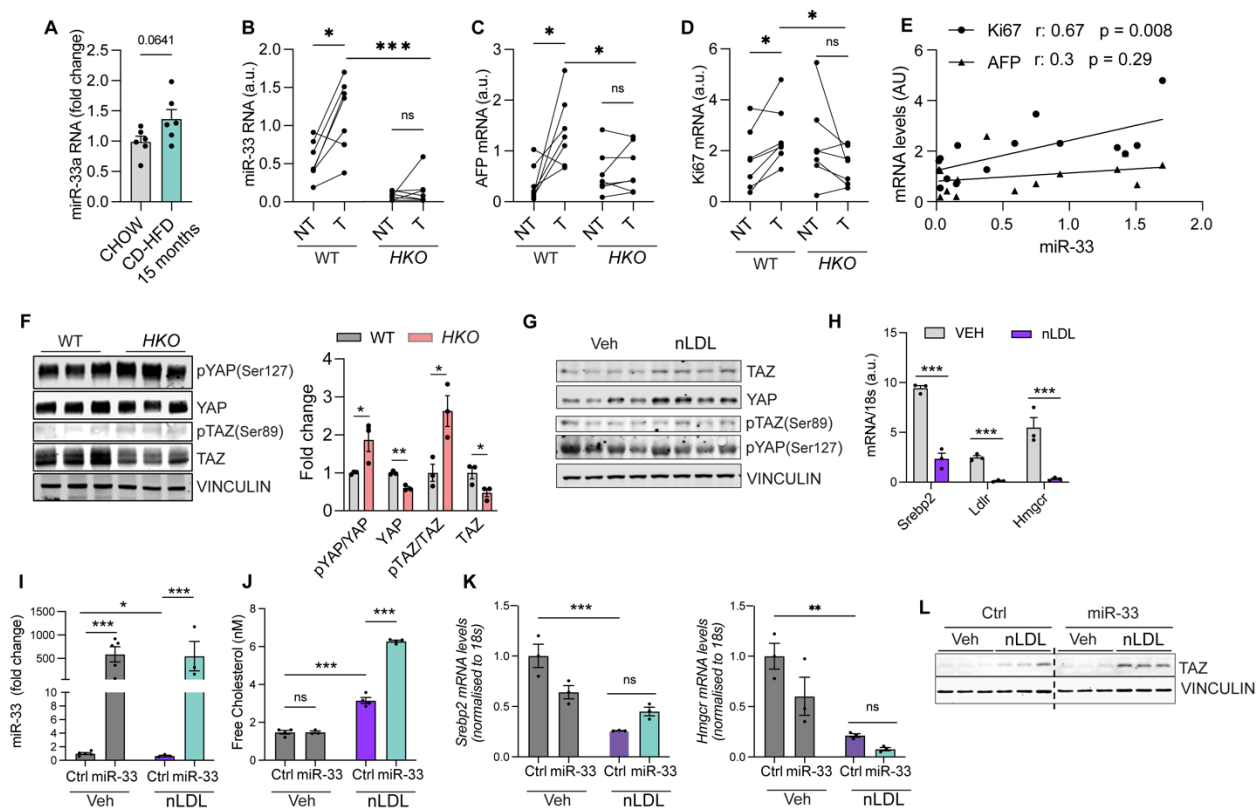 A
0.0641
mirR-33a RNA (fold change)
2.5
2.0
1.5
1.0
0.5
0.0
CHOW
CD-HFD
15 months
B
* ***
miR-33 RNA (a.u.)
2.0
1.5
1.0
0.5
0.0
ns
NT T NT T
WT HKO
C
* *
AFP mRNA (a.u.)
3
2
1
0
ns
NT T NT T
WT HKO
D
* *
ns
Ki67 mRNA (a.u.)
6
4
2
0
NT T NT T
WT HKO
E
Ki67 r: 0.67 p = 0.008
AFP r: 0.3 p = 0.29
mRNA levels (AU)
6
4
2
0
0.0 0.5 1.0 1.5 2.0
miR-33
F
WT HKO
pYAP(Ser127)
YAP
pTAZ(Ser89)
TAZ
VINCULIN
WT HKO
Fold change
4
3
2
1
0
* ** * *
pYAP/YAP
YAP
pTAZ/TAZ
TAZ
G
Veh nLDL
TAZ
YAP
pTAZ(Ser89)
pYAP(Ser127)
VINCULIN
H
VEH
nLDL
mRNA/18s (a.u.)
15
10
5
0
*** *** ***
Srebp2
Ldlr
Hmgcr
I
miR-33 (fold change)
1500
1000
500
10
8
6
4
2
0
* ***
***
Ctrl miR-33 Ctrl miR-33
Veh nLDL
J
Free Cholesterol (nM)
8
6
4
2
0
***
***
ns
Ctrl miR-33 Ctrl miR-33
Veh nLDL
K
Srebp2 mRNA levels
(normalised to 18s)
1.5
1.0
0.5
0.0
***
ns
Ctrl miR-33 Ctrl miR-33
Veh nLDL
Hmgcr mRNA levels
(normalised to 18s)
1.5
1.0
0.5
0.0
**
ns
Ctrl miR-33 Ctrl miR-33
Veh nLDL
L
Ctrl miR-33
Veh nLDL Veh nLDL
TAZ
VINCULIN